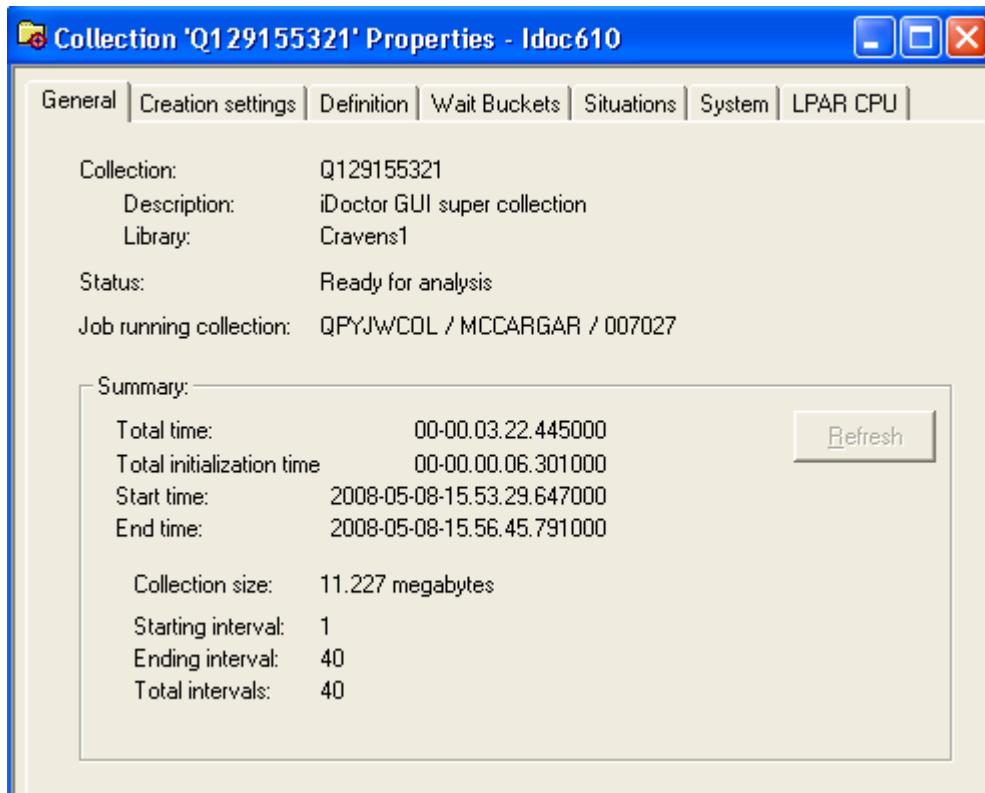 Collection 'Q129155321' Properties - Idoc610
General Creation settings Definition Wait Buckets Situations System LPAR CPU
Collection: Q129155321
Description: iDoctor GUI super collection
Library: Cravens1
Status: Ready for analysis
Job running collection: QPYJWCOL / MCCARGAR / 007027
Summary:
Total time: 00-00.03.22.445000
Refresh
Total initialization time 00-00.00.06.301000
Start time: 2008-05-08-15.53.29.647000
End time: 2008-05-08-15.56.45.791000
Collection size: 11.227 megabytes
Starting interval: 1
Ending interval: 40
Total intervals: 40